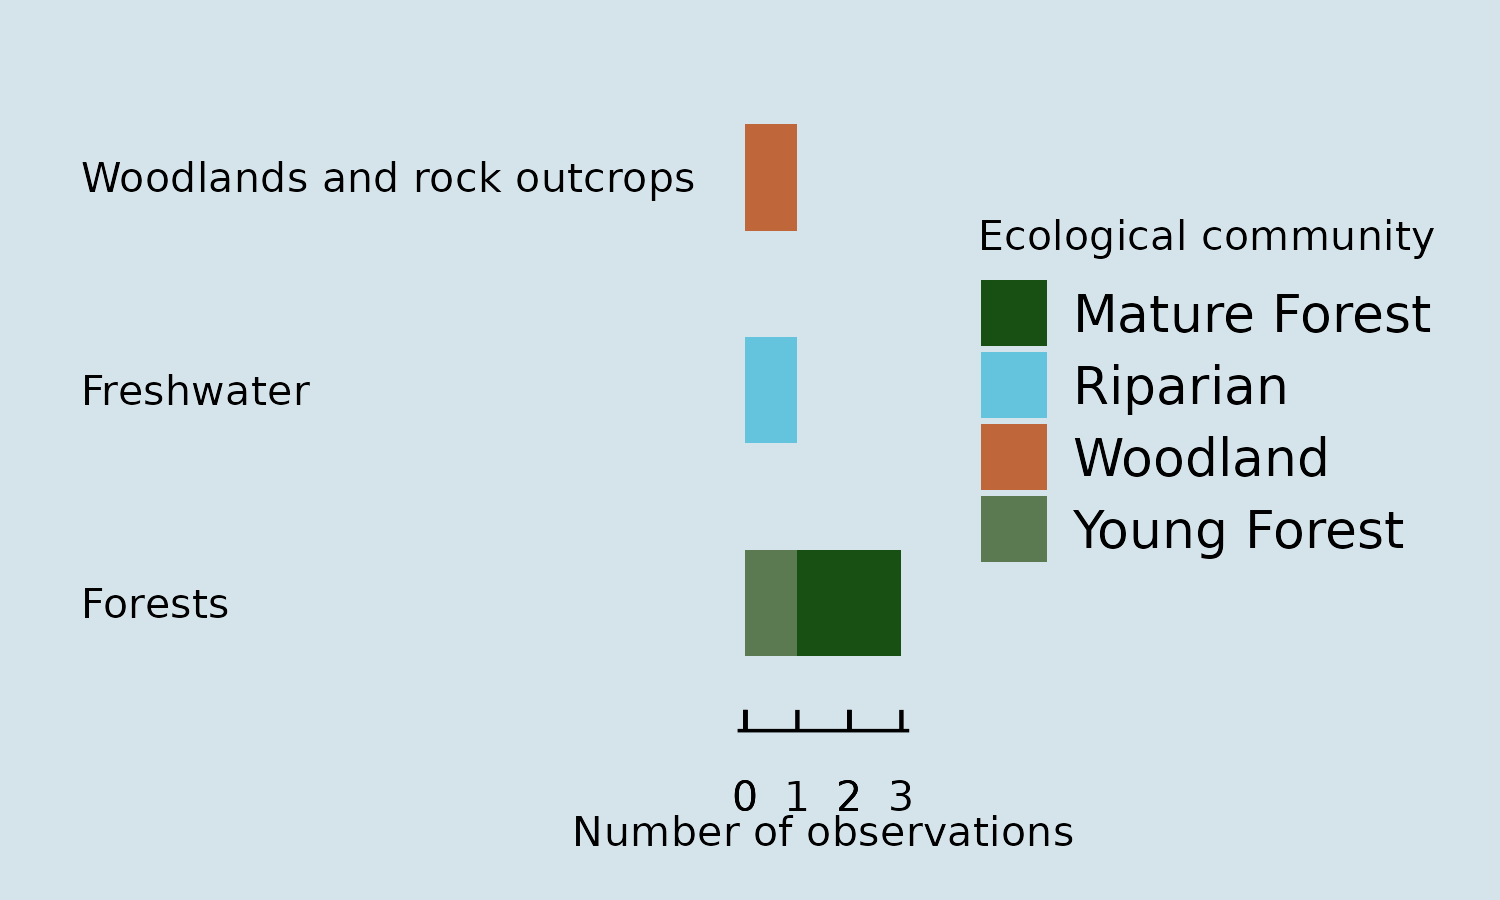 Woodlands and rock outcrops
Freshwater
Forests
0 1 2 3
Number of observations
Ecological community
Mature Forest
Riparian
Woodland
Young Forest